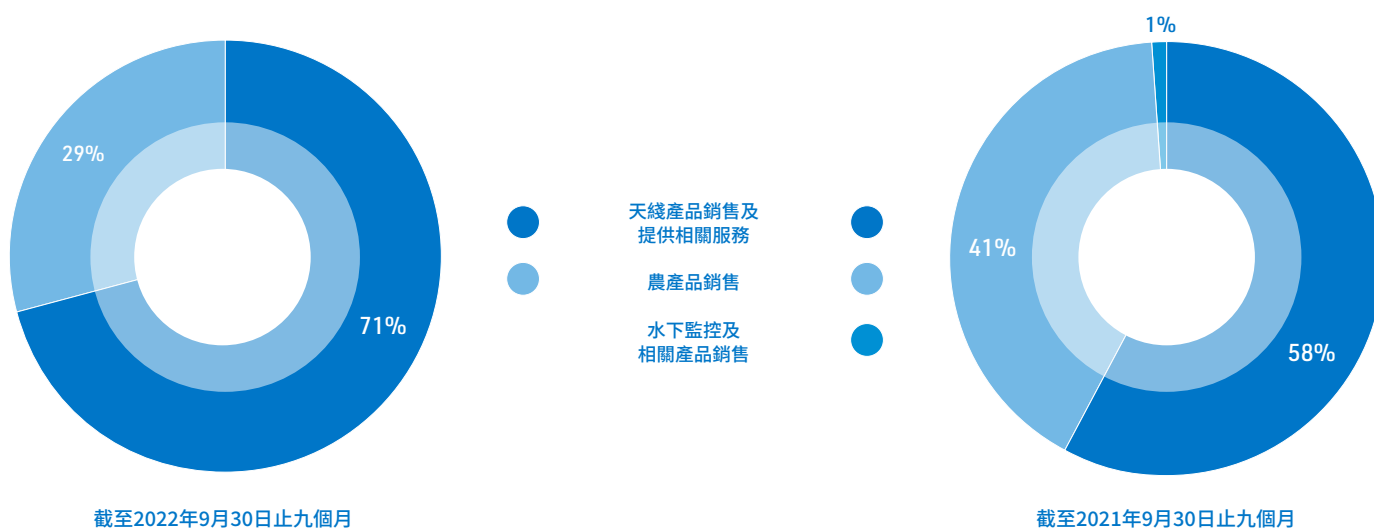 29%
71%
截至2022年9月30日止九個月
天綫產品銷售及
提供相關服務
農產品銷售
水下監控及
相關產品銷售
1%
41%
58%
截至2021年9月30日止九個月